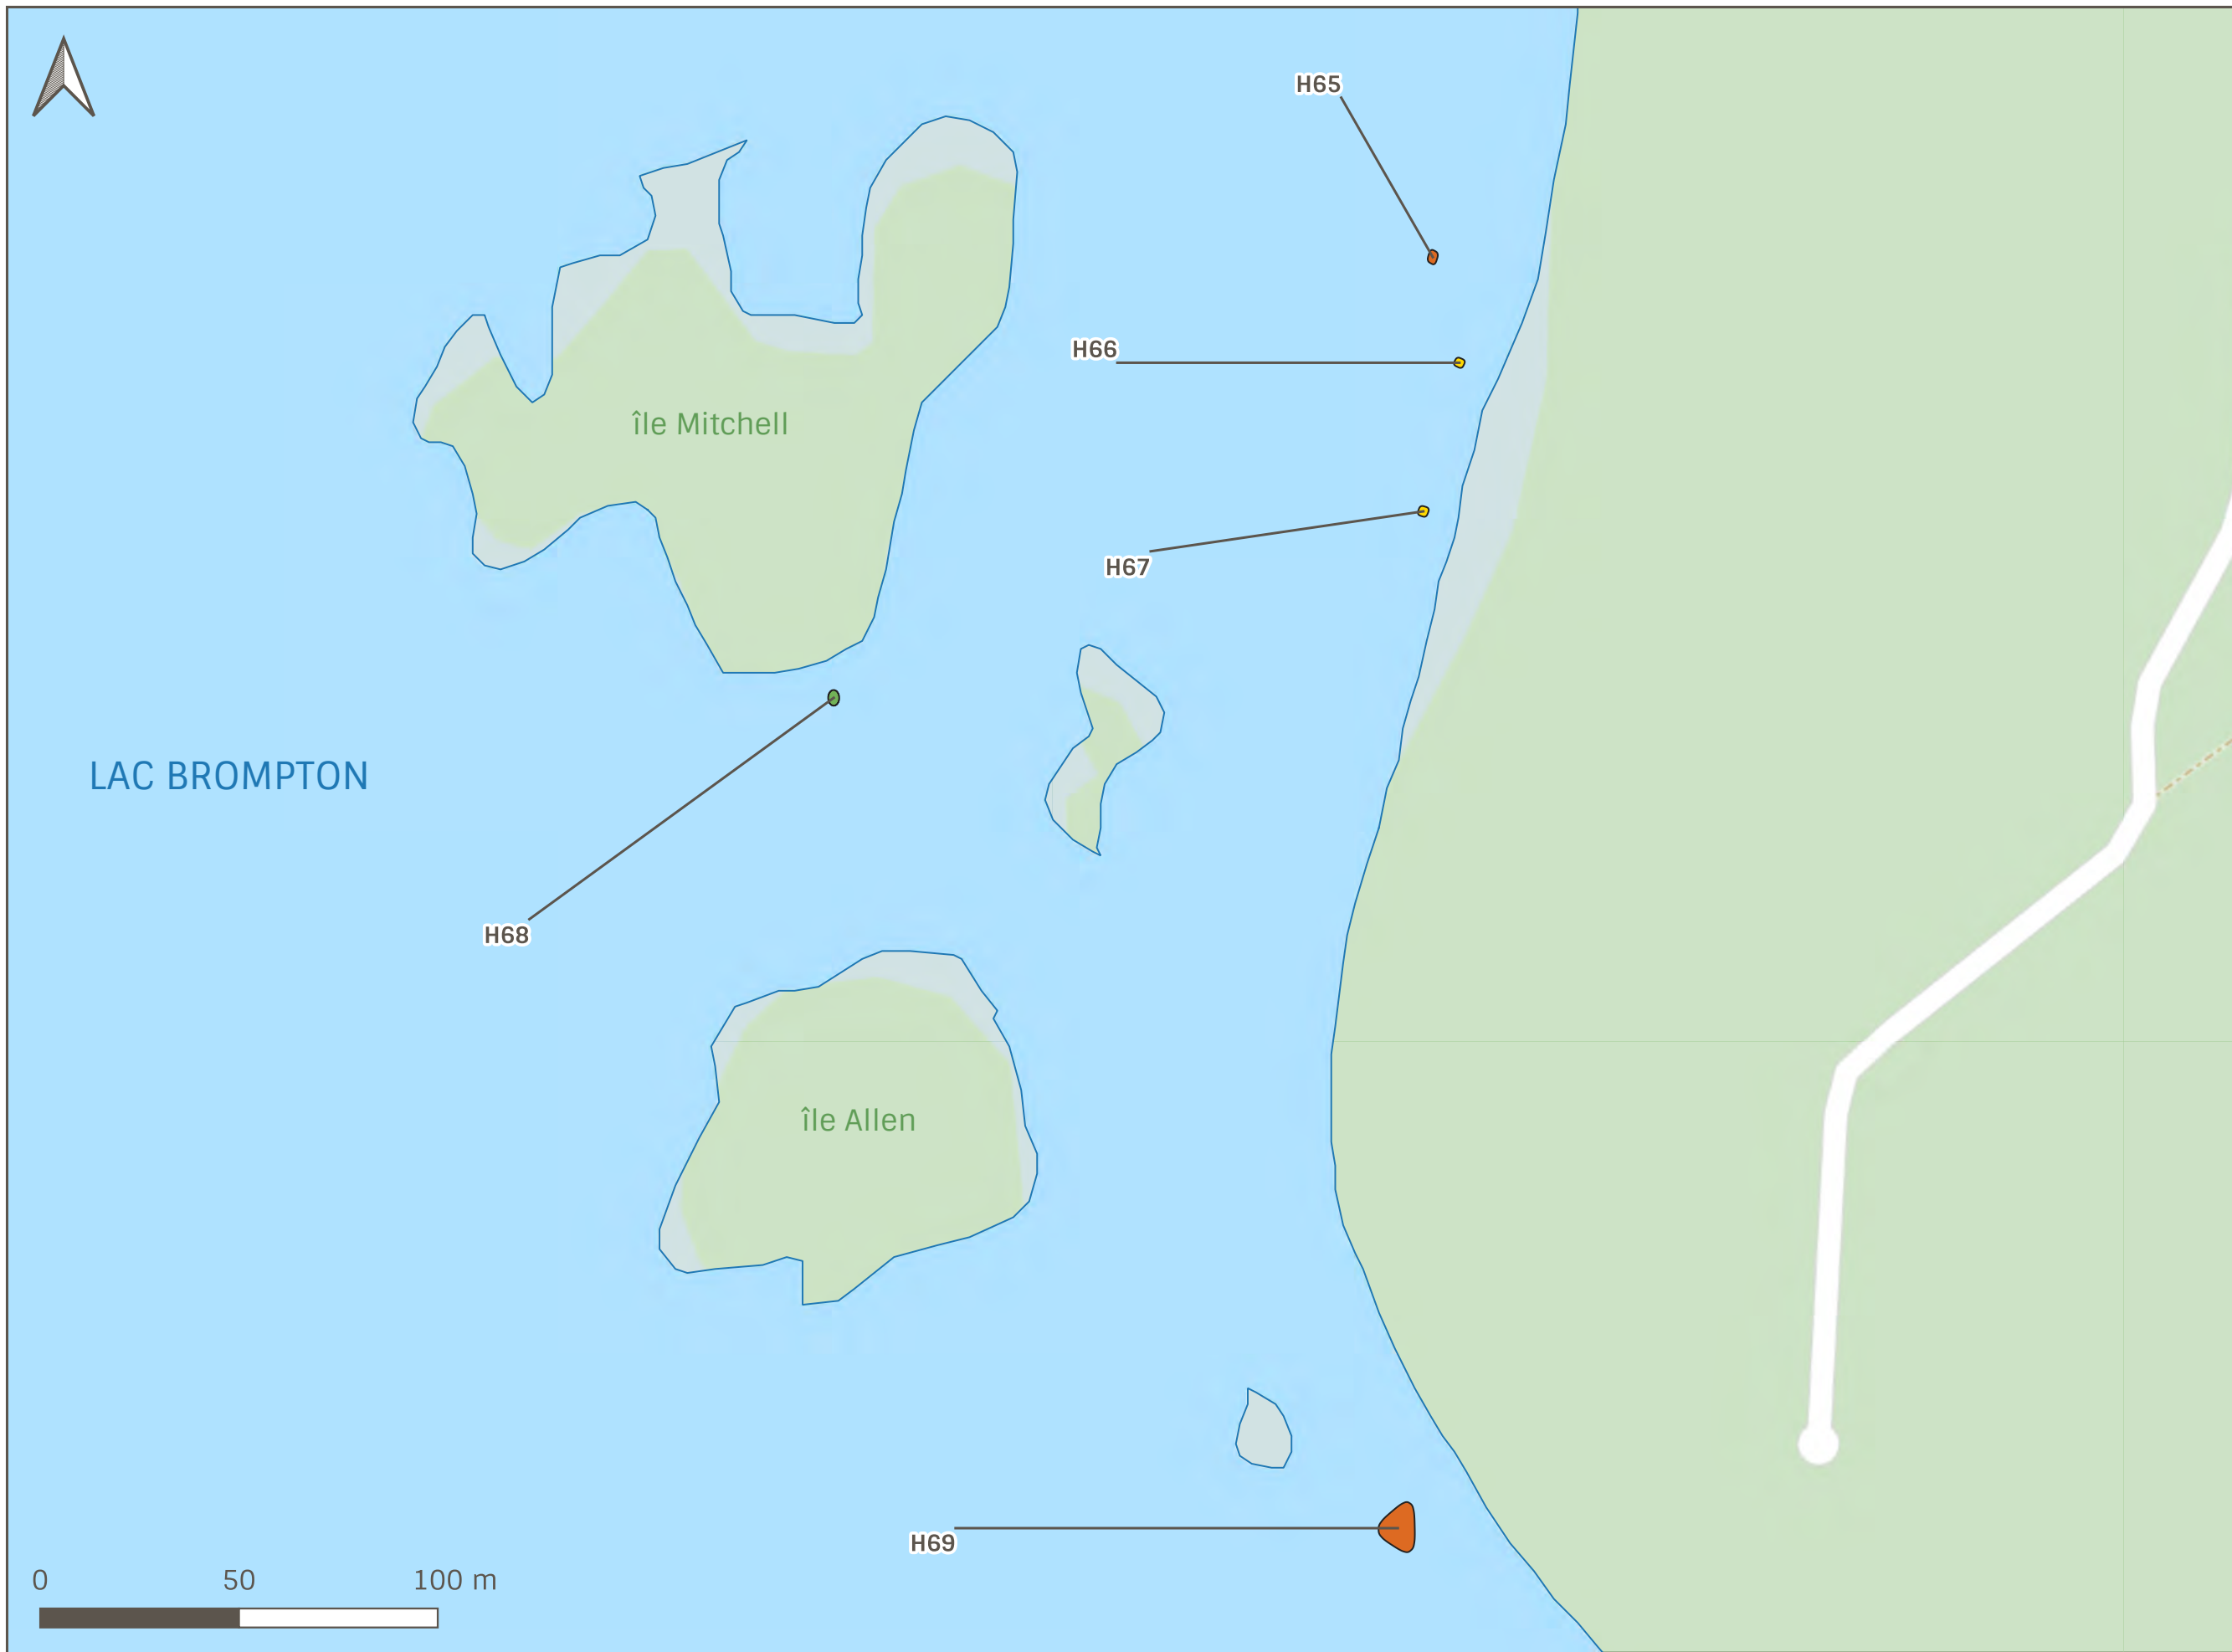 H65
H66
île Mitchell
H67
LAC BROMPTON
H68
île Allen
H69
0 50 100 m